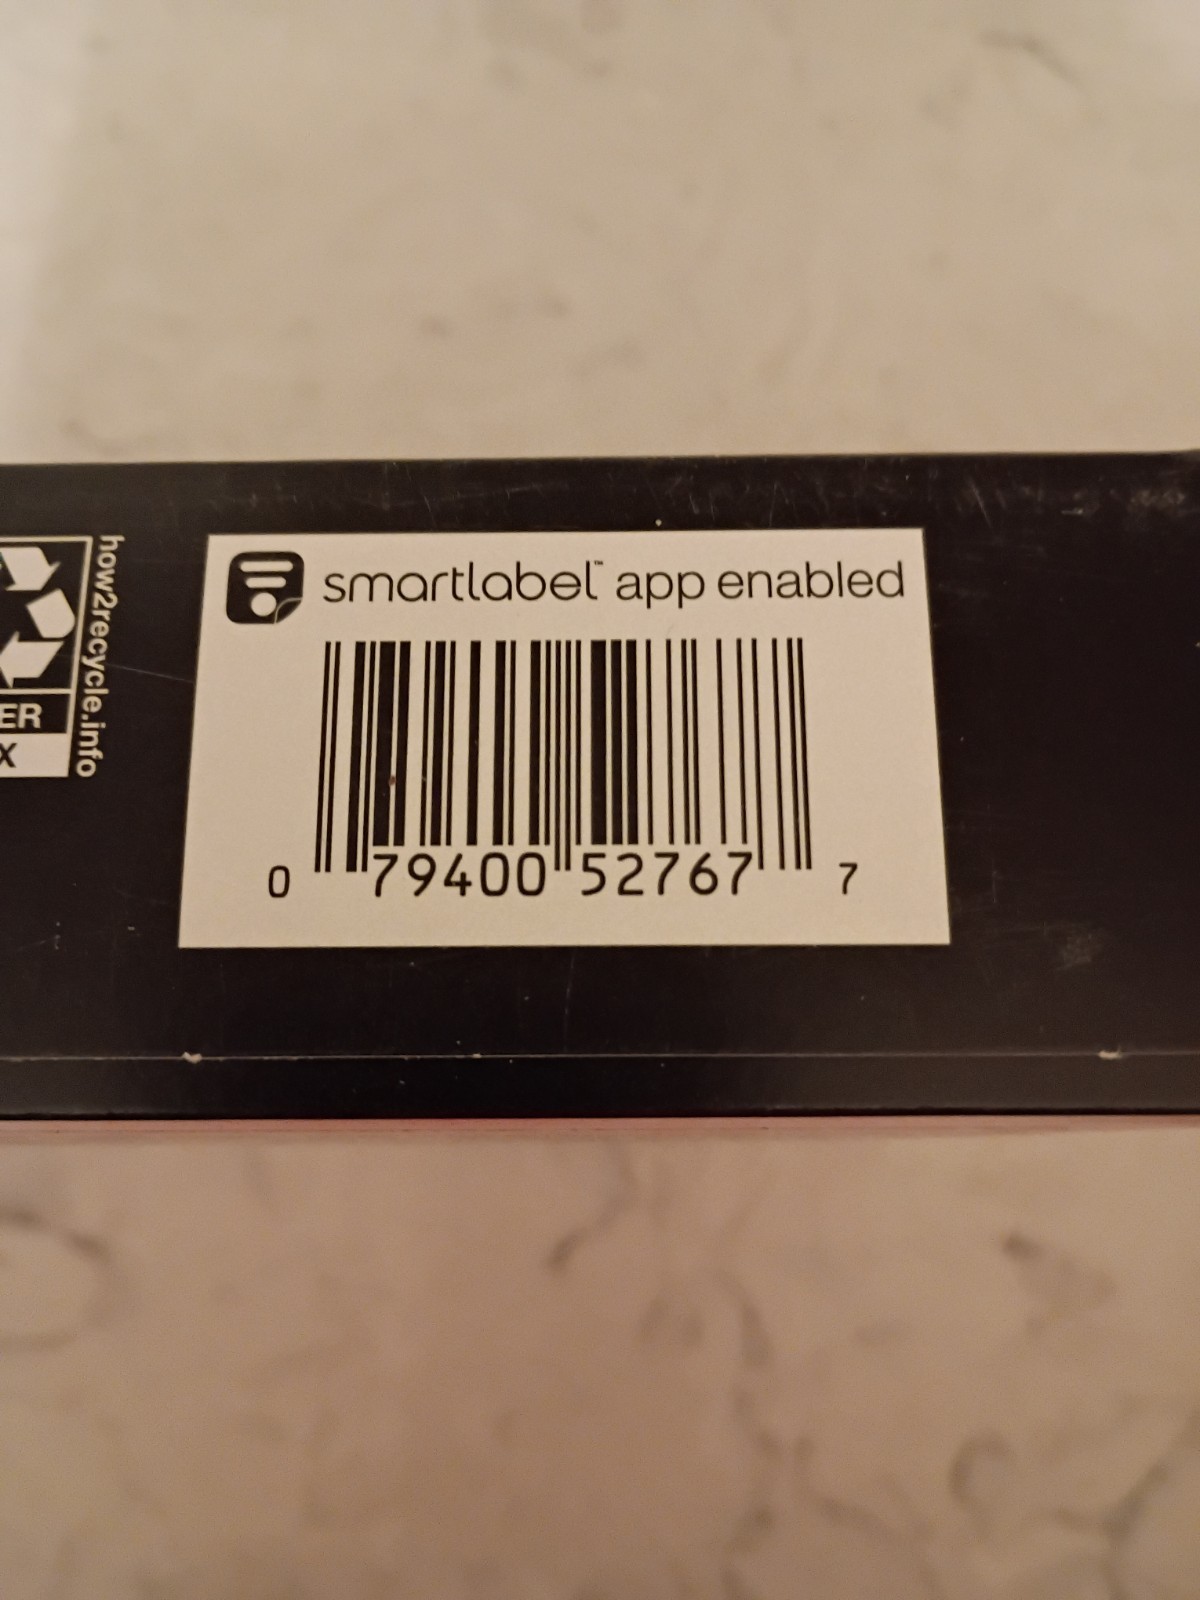 smartlabel™ app enabled
how2recycle.info
ER
X
0 79400 52767 7